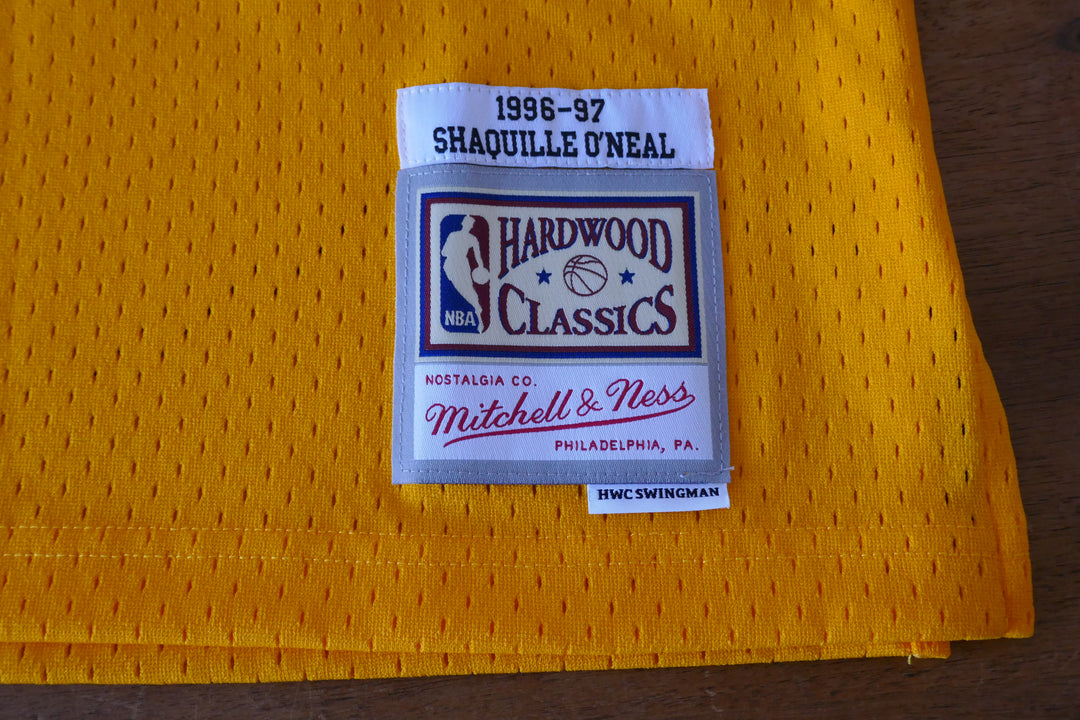 1996-97
SHAQUILLE O'NEAL
HARDWOOD
CLASSICS
NBA
NOSTALGIA CO.
Mitchell & Ness
PHILADELPHIA, PA.
HWC SWINGMAN